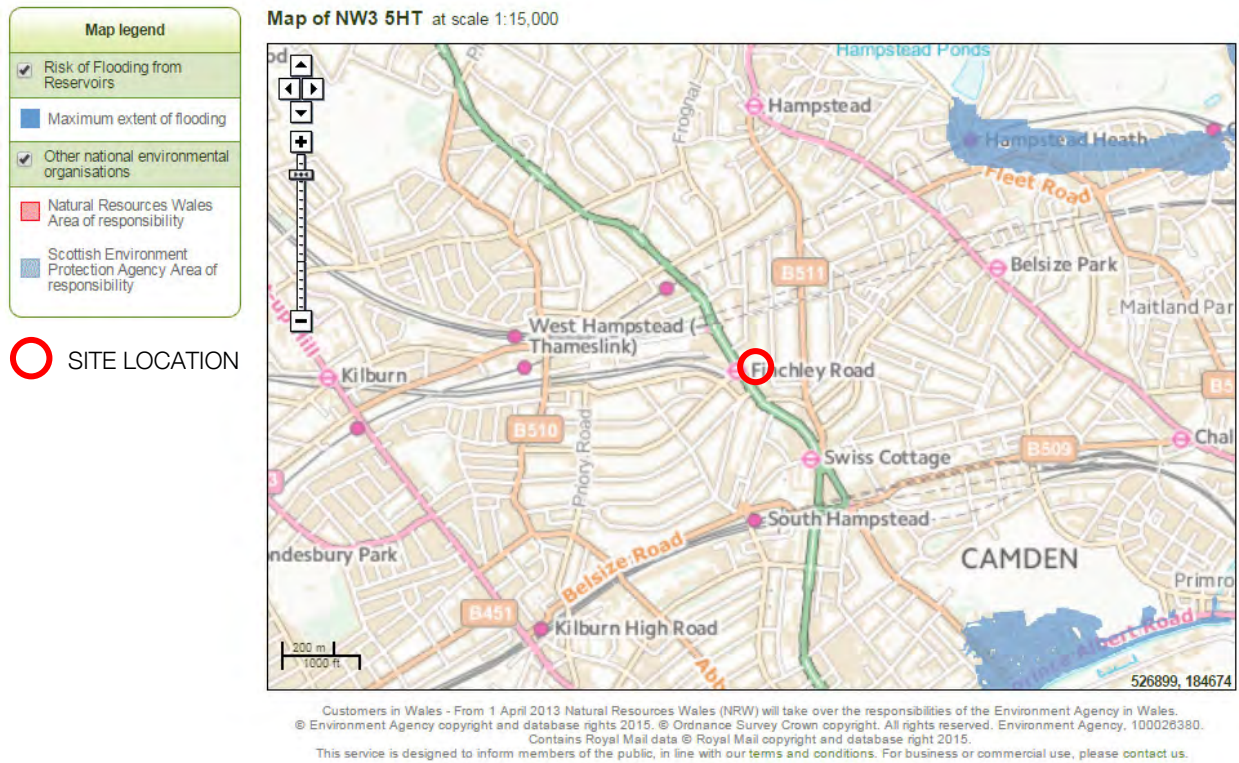 Map legend
Risk of Flooding from
Reservoirs
Maximum extent of flooding
Other national environmental
organisations
Natural Resources Wales
Area of responsibility
Scottish Environment
Protection Agency Area of
responsibility
SITE LOCATION
Map of NW3 5HT at scale 1:15,000
Hampstead Ponds
Frognal
Hampstead
Hampstead Heath
Fleet Road
B511
Belsize Park
Maitland Par
West Hampstead (
Thameslink)
Kilburn
Finchley Road
B510
Priory Road
Swiss Cottage
B509
Chal
South Hampstead
ndesbury Park
Belsize Road
CAMDEN
Primro
B451
Kilburn High Road
Abb
Prince Albert Road
200 m
1000 ft
526899, 184674
Customers in Wales - From 1 April 2013 Natural Resources Wales (NRW) will take over the responsibilities of the Environment Agency in Wales.
© Environment Agency copyright and database rights 2015. © Ordnance Survey Crown copyright. All rights reserved. Environment Agency, 100026380.
Contains Royal Mail data © Royal Mail copyright and database right 2015.
This service is designed to inform members of the public, in line with our terms and conditions. For business or commercial use, please contact us.